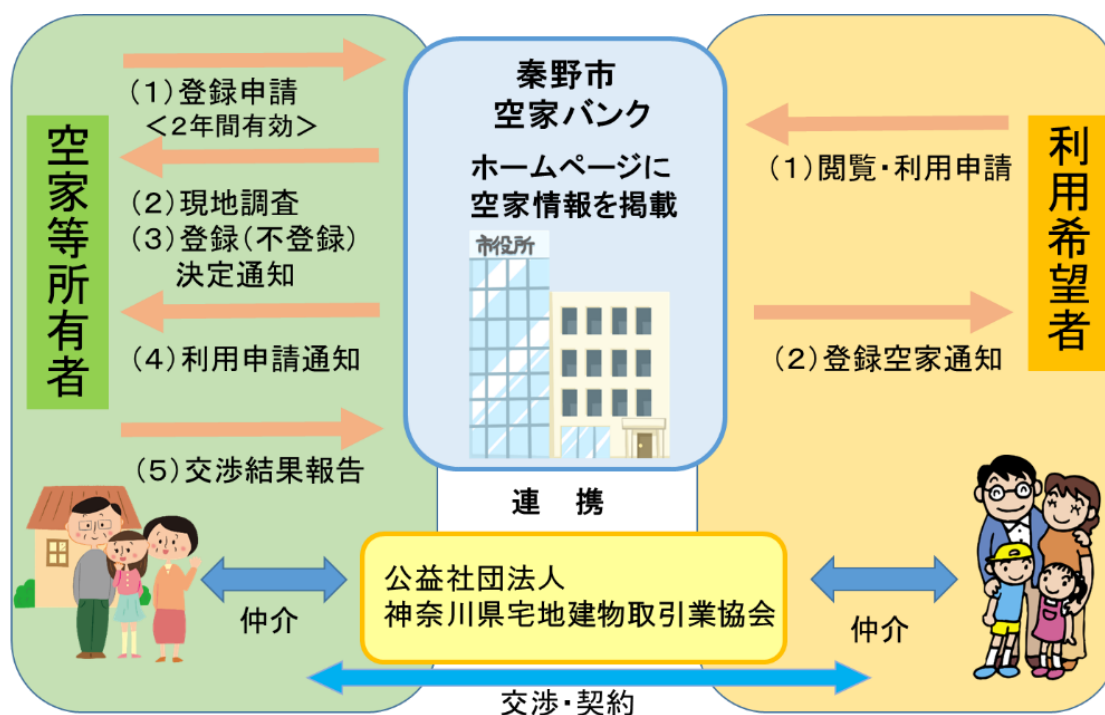 空家等所有者
(1)登録申請
＜2年間有効＞
(2)現地調査
(3)登録(不登録)
決定通知
(4)利用申請通知
(5)交渉結果報告
秦野市
空家バンク
ホームページに
空家情報を掲載
市役所
(1)閲覧・利用申請
(2)登録空家通知
利用希望者
連　携
公益社団法人
神奈川県宅地建物取引業協会
仲介
仲介
交渉・契約